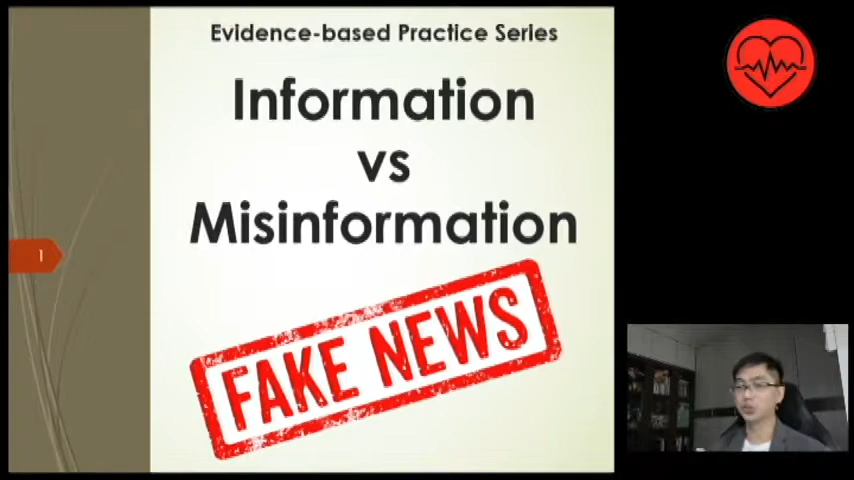 Evidence-based Practice Series
Information
vs
Misinformation
1
FAKE NEWS